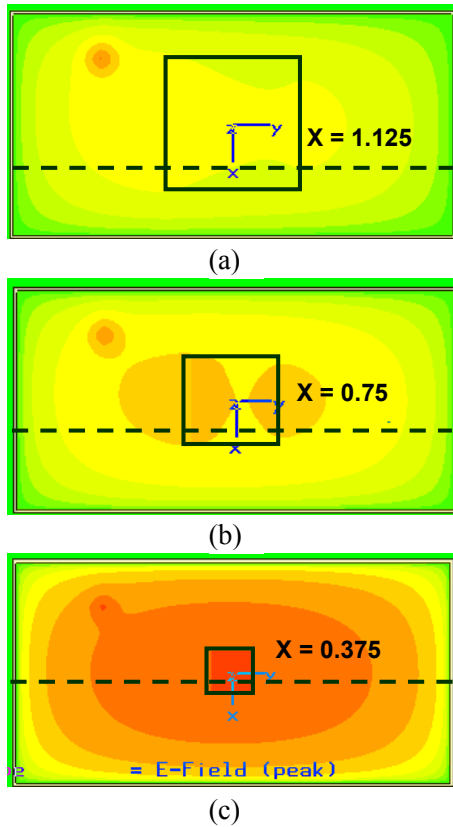 Z Y
X = 1.125
X
(a)
X = 0.75
Z Y
X
(b)
X = 0.375
Z Y
X
= E-Field (peak)
(c)